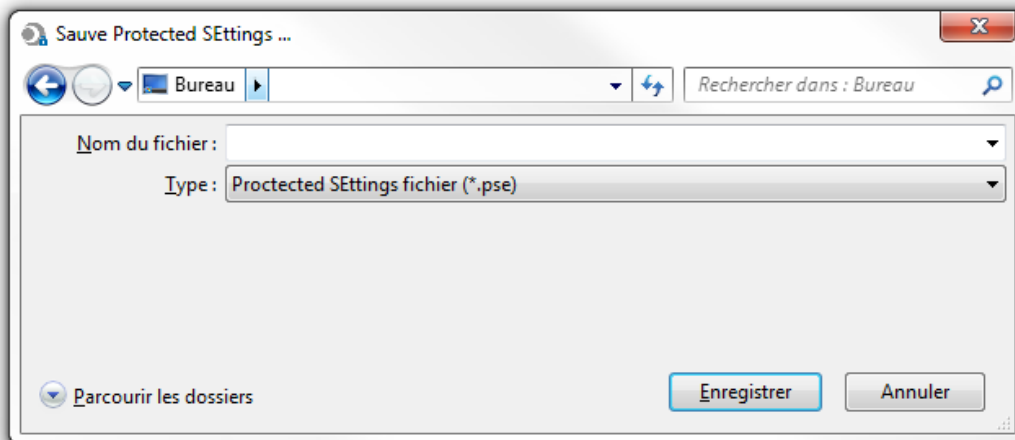 Sauve Protected SEttings ...
Bureau
Rechercher dans : Bureau
Nom du fichier :
Type : Proctected SEttings fichier (*.pse)
Parcourir les dossiers
Enregistrer
Annuler